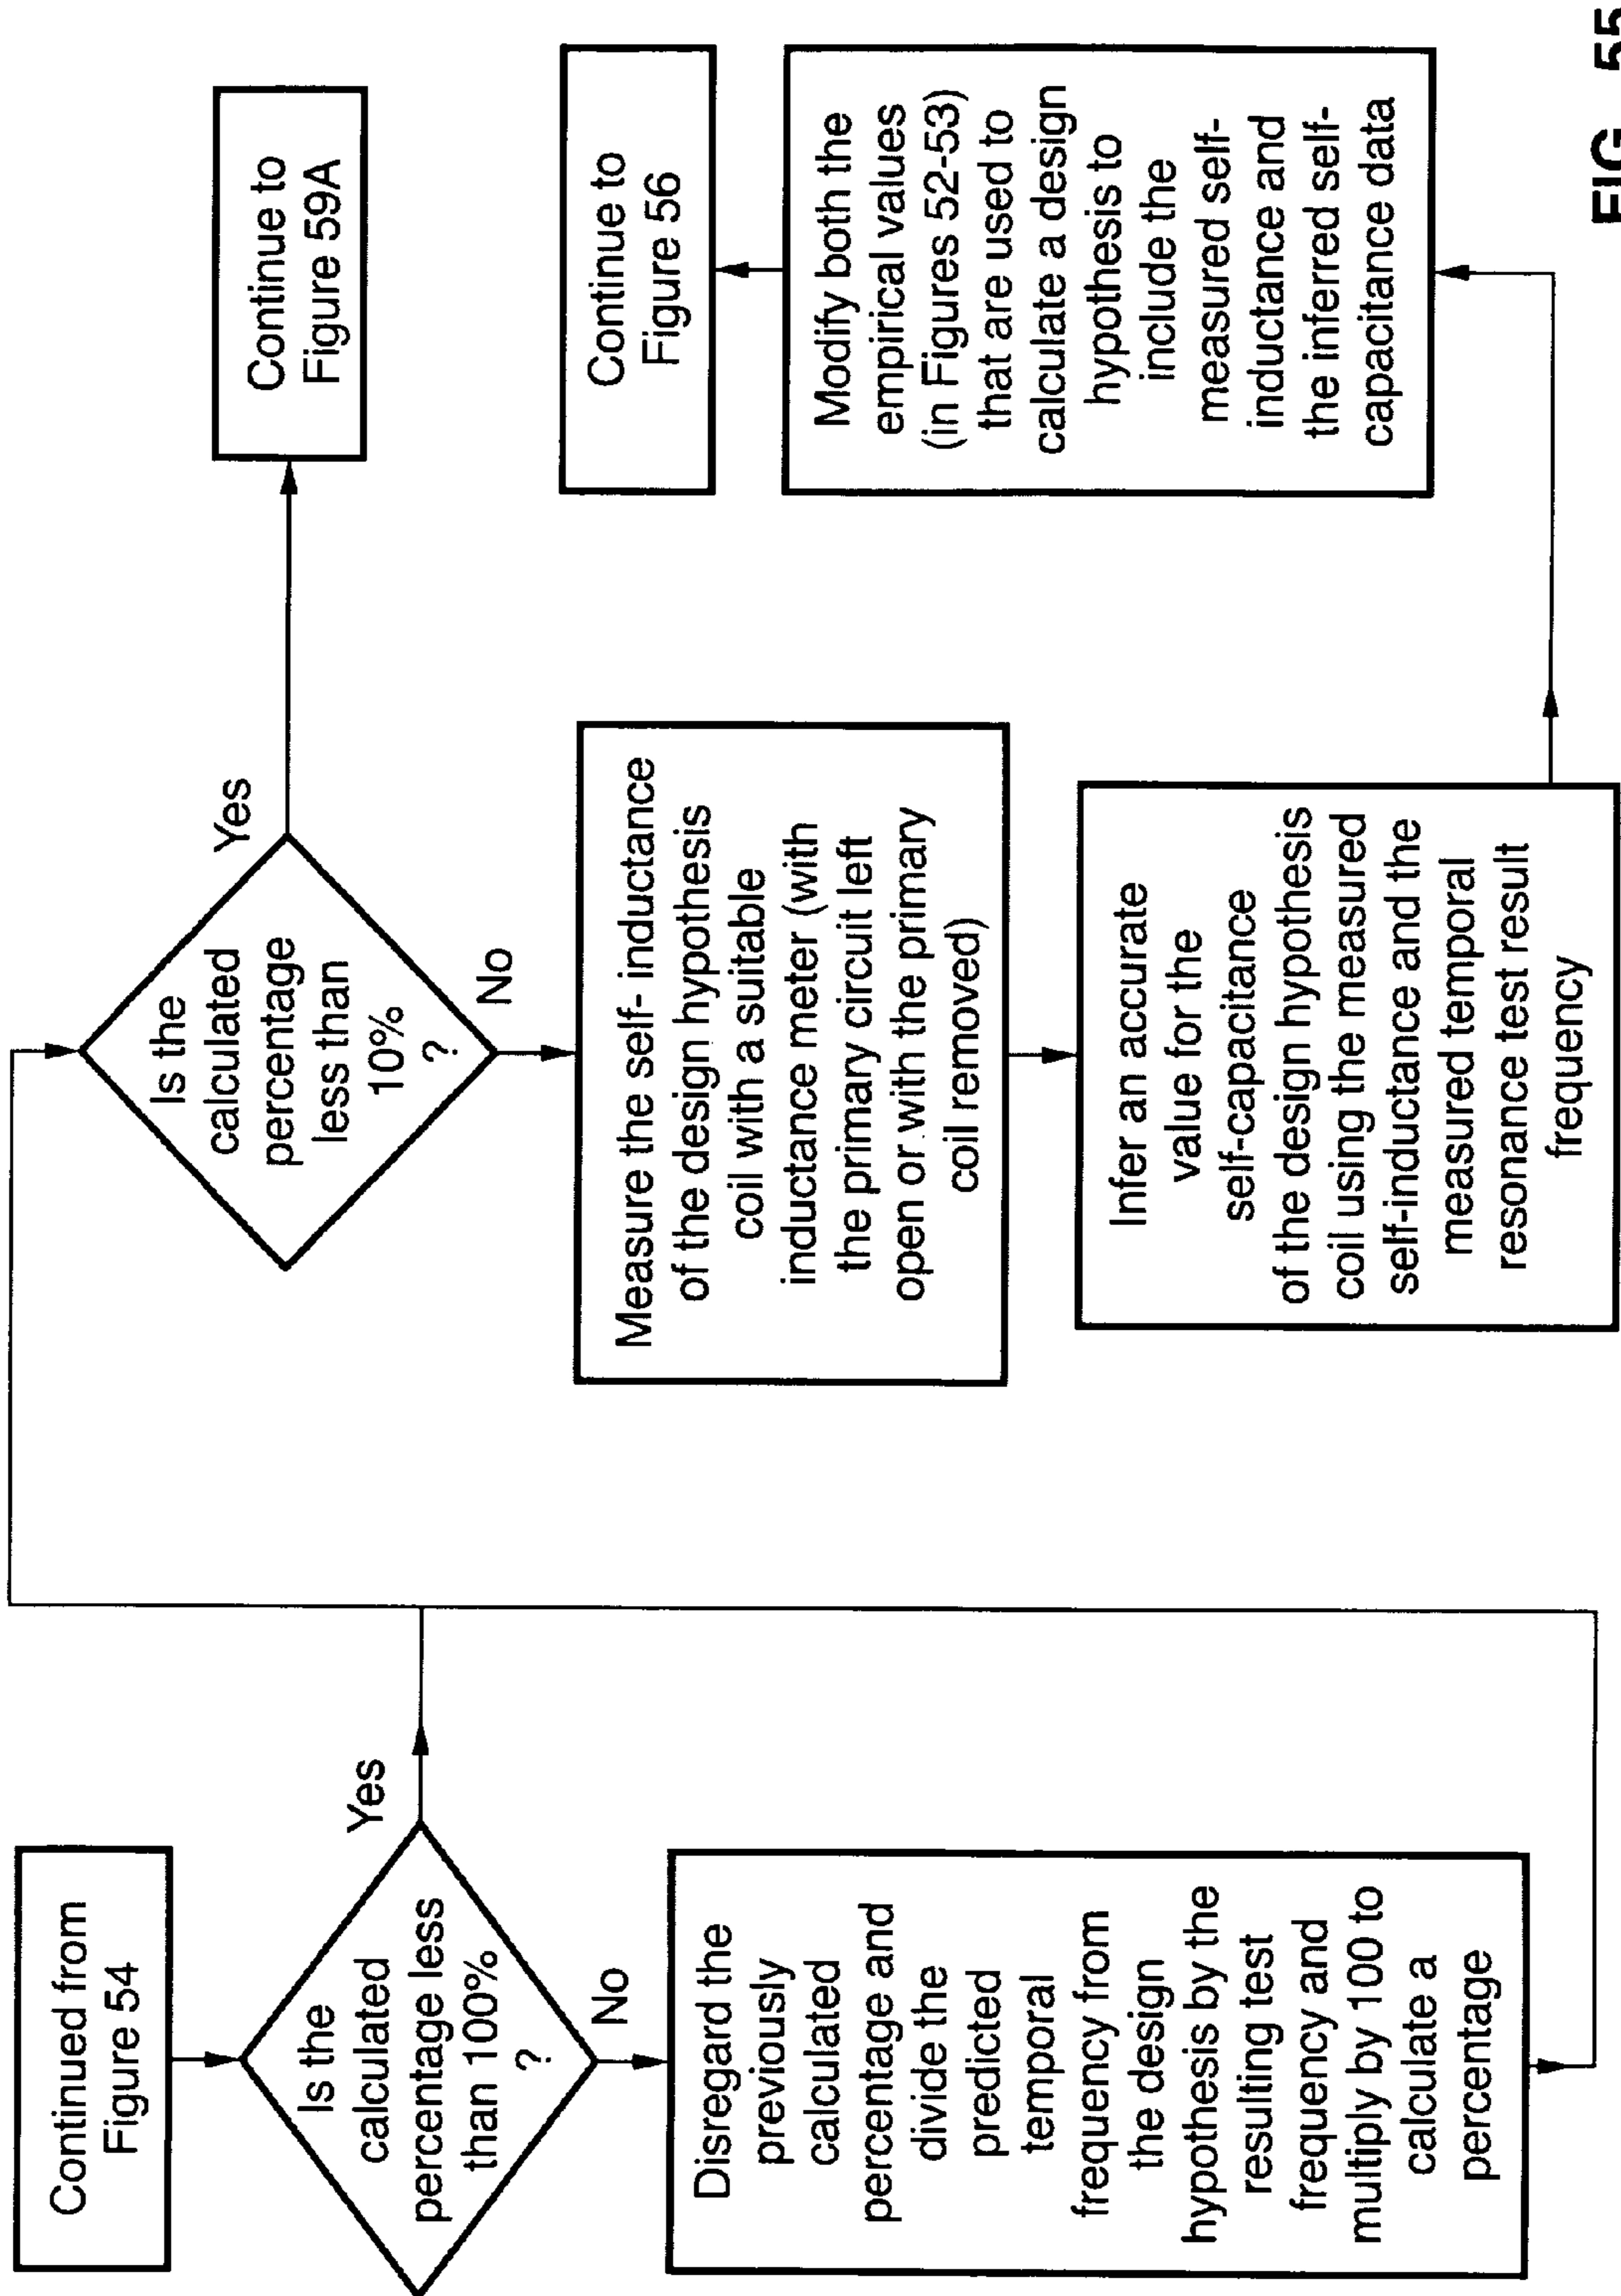 Continued from
Figure 54
Is the
calculated
percentage less
than 100%
?
Yes
No
Disregard the
previously
calculated
percentage and
divide the
predicted
temporal
frequency from
the design
hypothesis by the
resulting test
frequency and
multiply by 100 to
calculate a
percentage
Is the
calculated
percentage
less than
10%
?
Yes
No
Measure the self- inductance
of the design hypothesis
coil with a suitable
inductance meter (with
the primary circuit left
open or with the primary
coil removed)
Infer an accurate
value for the
self-capacitance
of the design hypothesis
coil using the measured
self-inductance and the
measured temporal
resonance test result
frequency
Continue to
Figure 59A
Continue to
Figure 56
Modify both the
empirical values
(in Figures 52-53)
that are used to
calculate a design
hypothesis to
include the
measured self-
inductance and
the inferred self-
capacitance data
FIG. 55